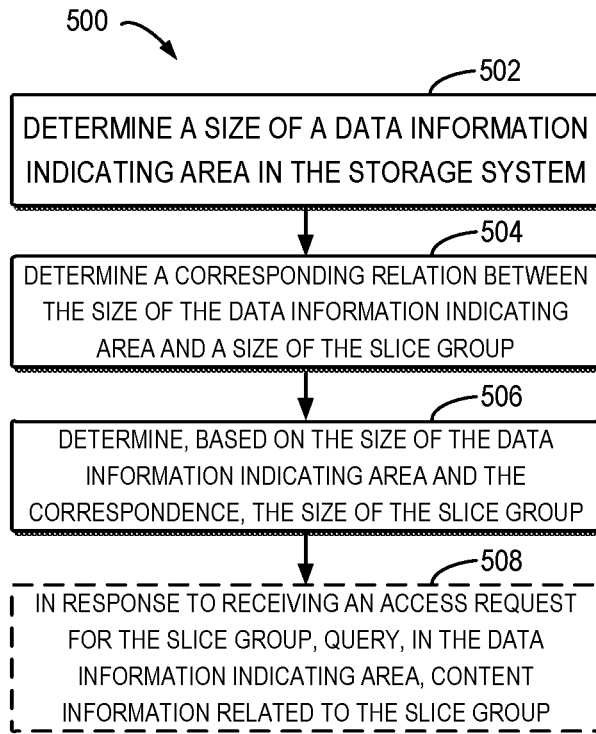 500
502
DETERMINE A SIZE OF A DATA INFORMATION
INDICATING AREA IN THE STORAGE SYSTEM
504
DETERMINE A CORRESPONDING RELATION BETWEEN
THE SIZE OF THE DATA INFORMATION INDICATING
AREA AND A SIZE OF THE SLICE GROUP
506
DETERMINE, BASED ON THE SIZE OF THE DATA
INFORMATION INDICATING AREA AND THE
CORRESPONDENCE, THE SIZE OF THE SLICE GROUP
508
IN RESPONSE TO RECEIVING AN ACCESS REQUEST
FOR THE SLICE GROUP, QUERY, IN THE DATA
INFORMATION INDICATING AREA, CONTENT
INFORMATION RELATED TO THE SLICE GROUP